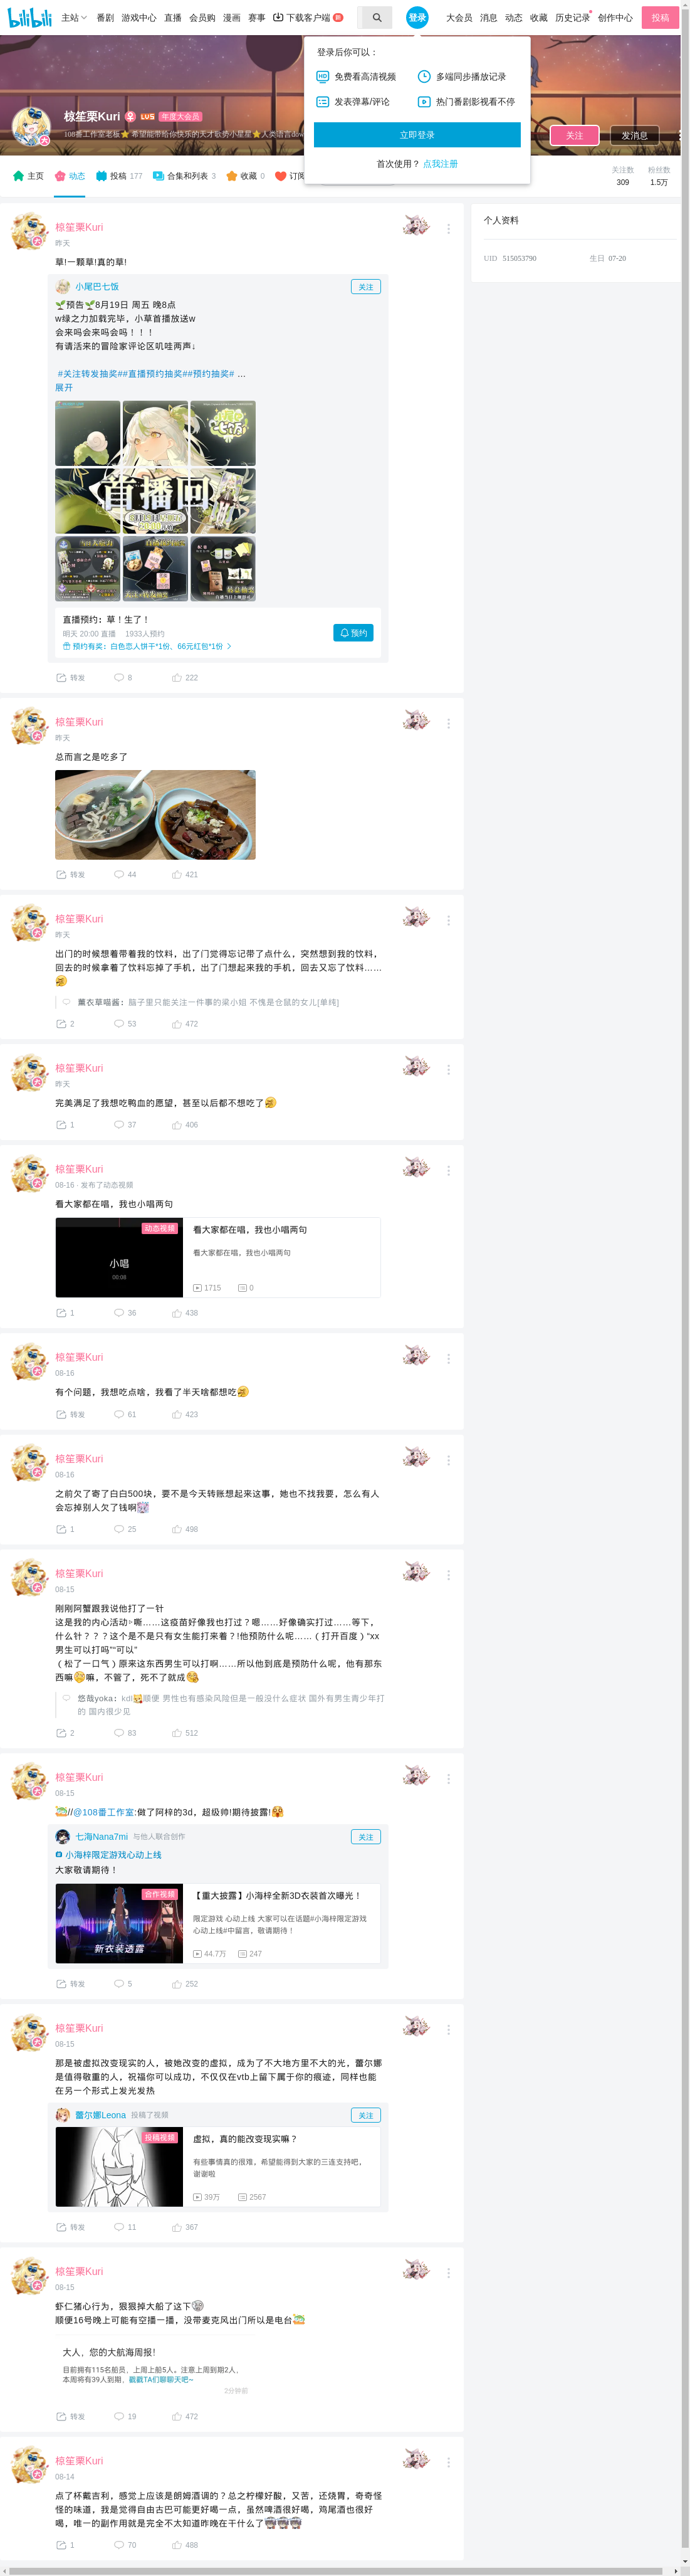 bilibili 主站 番剧 游戏中心 直播 会员购 漫画 赛事 下载客户端 登录 大会员 消息 动态 收藏 历史记录 创作中心 投稿
登录后你可以：
免费看高清视频 多端同步播放记录
发表弹幕/评论 热门番剧影视看不停
立即登录
首次使用？ 点我注册
椋笙栗Kuri LV5 年度大会员
108番工作室老板⭐ 希望能带给你快乐的天才歌势小星星⭐人类语言dow
关注 发消息
主页 动态 投稿 177 合集和列表 3 收藏 0 订阅
关注数 粉丝数
309 1.5万
个人资料
UID 515053790 生日 07-20
椋笙栗Kuri
昨天
草!一颗草!真的草!
小尾巴七饭 关注
🌱预告🌱8月19日 周五 晚8点
w绿之力加载完毕，小草首播放送w
会来吗会来吗会吗！！！
有请活来的冒险家评论区叽哇两声↓
#关注转发抽奖##直播预约抽奖##预约抽奖# ...
展开
首播回
直播预约：草！生了！
明天 20:00 直播 1933人预约
预约有奖：白色恋人饼干*1份、66元红包*1份 >
预约
转发 8 222
椋笙栗Kuri
昨天
总而言之是吃多了
转发 44 421
椋笙栗Kuri
昨天
出门的时候想着带着我的饮料，出了门觉得忘记带了点什么，突然想到我的饮料，
回去的时候拿着了饮料忘掉了手机，出了门想起来我的手机，回去又忘了饮料……
薰衣草喵酱：脑子里只能关注一件事的梁小姐 不愧是仓鼠的女儿[单纯]
2 53 472
椋笙栗Kuri
昨天
完美满足了我想吃鸭血的愿望，甚至以后都不想吃了
1 37 406
椋笙栗Kuri
08-16 · 发布了动态视频
看大家都在唱，我也小唱两句
动态视频
小唱
00:08
看大家都在唱，我也小唱两句
看大家都在唱，我也小唱两句
1715 0
1 36 438
椋笙栗Kuri
08-16
有个问题，我想吃点啥，我看了半天啥都想吃
转发 61 423
椋笙栗Kuri
08-16
之前欠了寄了白白500块，要不是今天转账想起来这事，她也不找我要，怎么有人
会忘掉别人欠了钱啊
1 25 498
椋笙栗Kuri
08-15
刚刚阿蟹跟我说他打了一针
这是我的内心活动▹嘶……这疫苗好像我也打过？嗯……好像确实打过……等下，
什么针？？？这个是不是只有女生能打来着？!他预防什么呢……（打开百度）“xx
男生可以打吗”“可以”
（松了一口气）原来这东西男生可以打啊……所以他到底是预防什么呢，他有那东
西嘛嘛，不管了，死不了就成
悠哉yoka：kdl顺便 男性也有感染风险但是一般没什么症状 国外有男生青少年打
的 国内很少见
2 83 512
椋笙栗Kuri
08-15
//@108番工作室:做了阿梓的3d，超级帅!期待披露!
七海Nana7mi 与他人联合创作 关注
小海梓限定游戏心动上线
大家敬请期待！
合作视频
新衣装透露
【重大披露】小海梓全新3D衣装首次曝光！
限定游戏 心动上线 大家可以在话题#小海梓限定游戏
心动上线#中留言，敬请期待！
44.7万 247
转发 5 252
椋笙栗Kuri
08-15
那是被虚拟改变现实的人，被她改变的虚拟，成为了不大地方里不大的光，蕾尔娜
是值得敬重的人，祝福你可以成功，不仅仅在vtb上留下属于你的痕迹，同样也能
在另一个形式上发光发热
蕾尔娜Leona 投稿了视频 关注
投稿视频
虚拟，真的能改变现实嘛？
有些事情真的很难，希望能得到大家的三连支持吧，
谢谢啦
39万 2567
转发 11 367
椋笙栗Kuri
08-15
虾仁猪心行为，狠狠掉大船了这下
顺便16号晚上可能有空播一播，没带麦克风出门所以是电台
大人，您的大航海周报！
目前拥有115名船员，上周上船5人。注意上周到期2人，
本周将有39人到期，戳戳TA们聊聊天吧~
2分钟前
转发 19 472
椋笙栗Kuri
08-14
点了杯戴吉利，感觉上应该是朗姆酒调的？总之柠檬好酸，又苦，还烧胃，奇奇怪
怪的味道，我是觉得自由古巴可能更好喝一点，虽然啤酒很好喝，鸡尾酒也很好
喝，唯一的副作用就是完全不太知道昨晚在干什么了
1 70 488